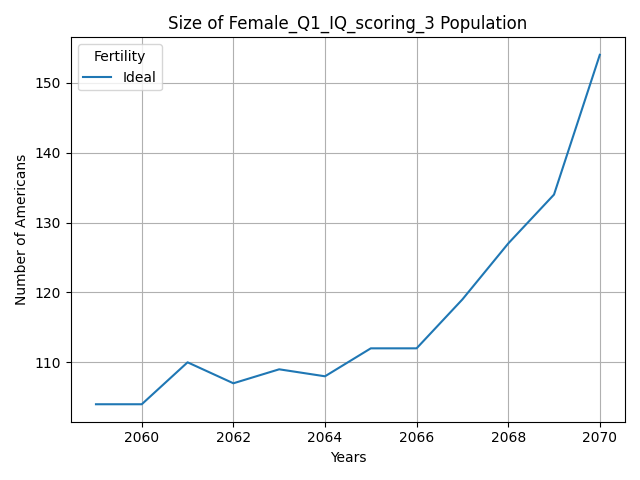 Size of Female_Q1_IQ_scoring_3 Population
Fertility
Ideal
Number of Americans
150
140
130
120
110
2060 2062 2064 2066 2068 2070
Years